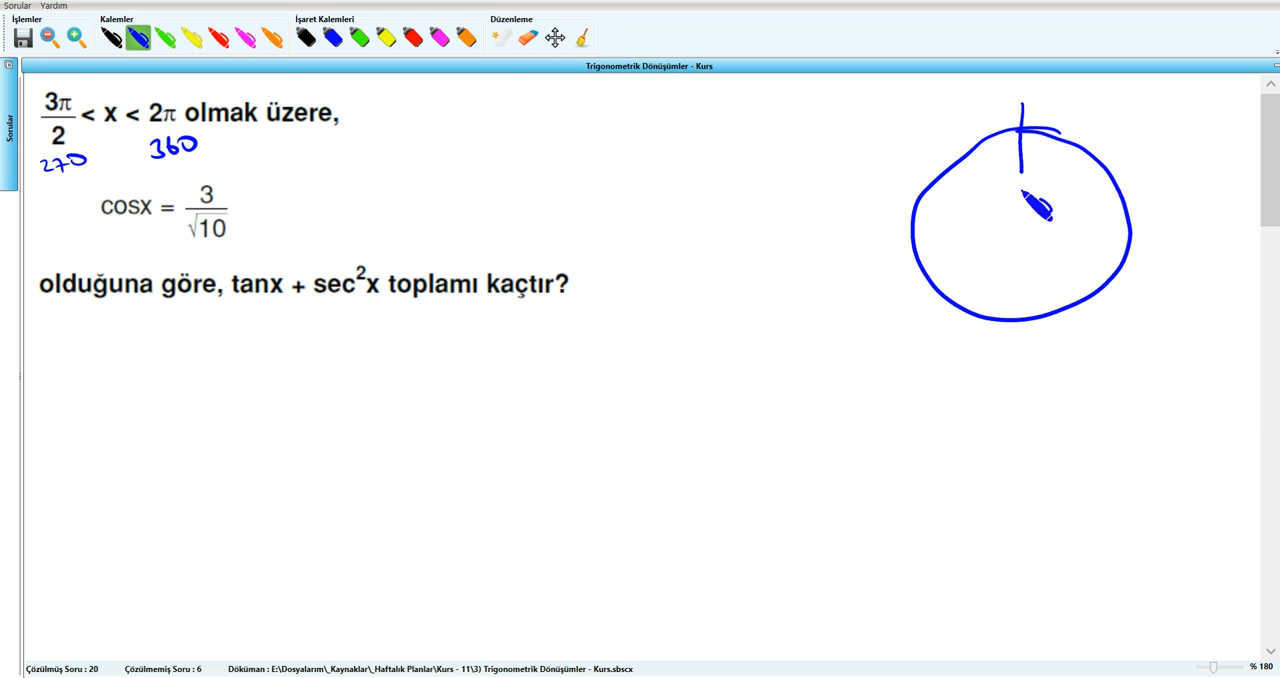 Sorular Yardım
İşlemler Kalemler İşaret Kalemleri Düzenleme
Trigonometrik Dönüşümler - Kurs
Sorular
3π/2 < x < 2π olmak üzere,
270 360
cosx = 3/√10
olduğuna göre, tanx + sec²x toplamı kaçtır?
Çözülmüş Soru : 20 Çözülmemiş Soru : 6 Döküman : E:\Dosyalarım\_Kaynaklar\_Haftalık Planlar\Kurs - 11\3) Trigonometrik Dönüşümler - Kurs.sbscx % 180